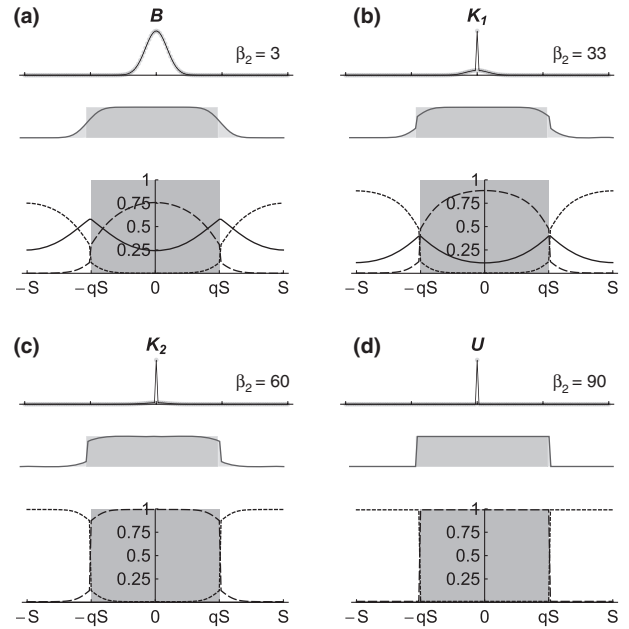 (a)
B
β₂ = 3
1
0.75
0.5
0.25
−S −qS 0 qS S
(b)
K₁
β₂ = 33
1
0.75
0.5
0.25
−S −qS 0 qS S
(c)
K₂
β₂ = 60
1
0.75
0.5
0.25
−S −qS 0 qS S
(d)
U
β₂ = 90
1
0.75
0.5
0.25
−S −qS 0 qS S